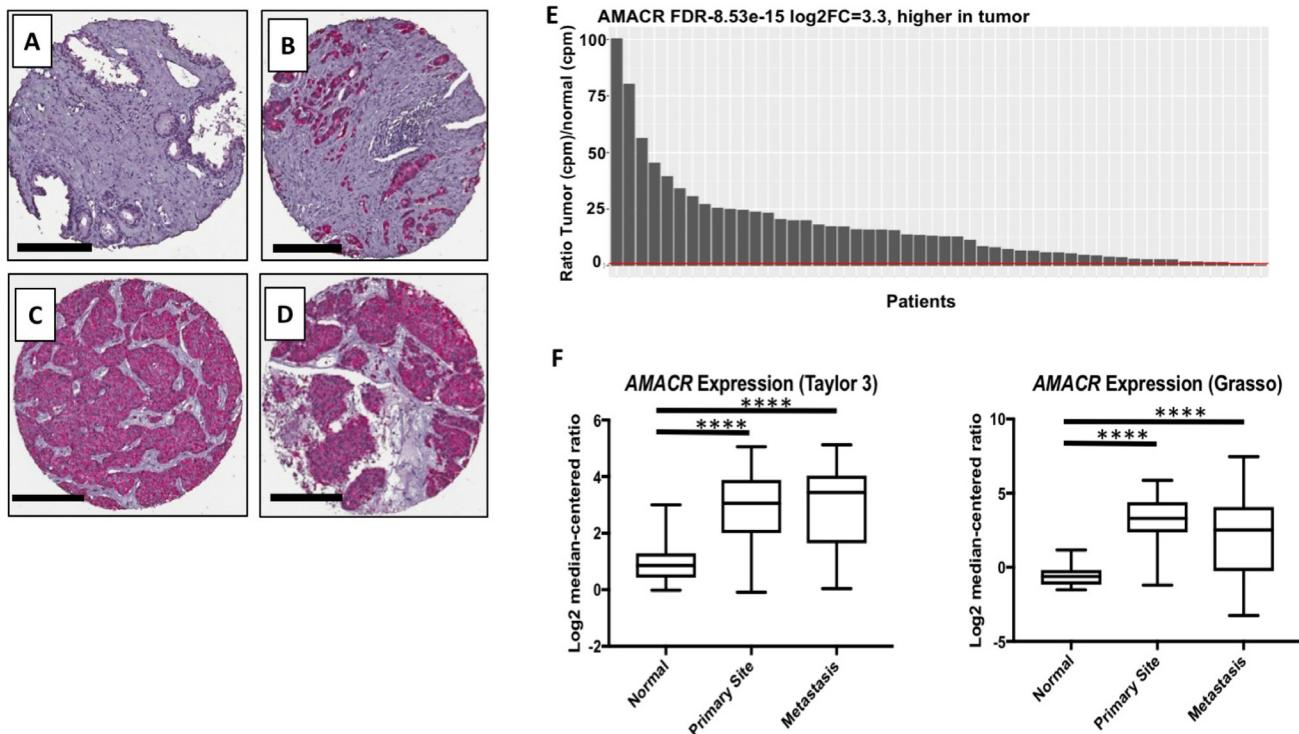 A
B
C
D
E
AMACR FDR-8.53e-15 log2FC=3.3, higher in tumor
Ratio Tumor (cpm)/normal (cpm)
100
75
50
25
0
Patients
F
AMACR Expression (Taylor 3)
****
****
Log2 median-centered ratio
6
4
2
0
-2
Normal
Primary Site
Metastasis
AMACR Expression (Grasso)
****
****
Log2 median-centered ratio
10
5
0
-5
Normal
Primary Site
Metastasis